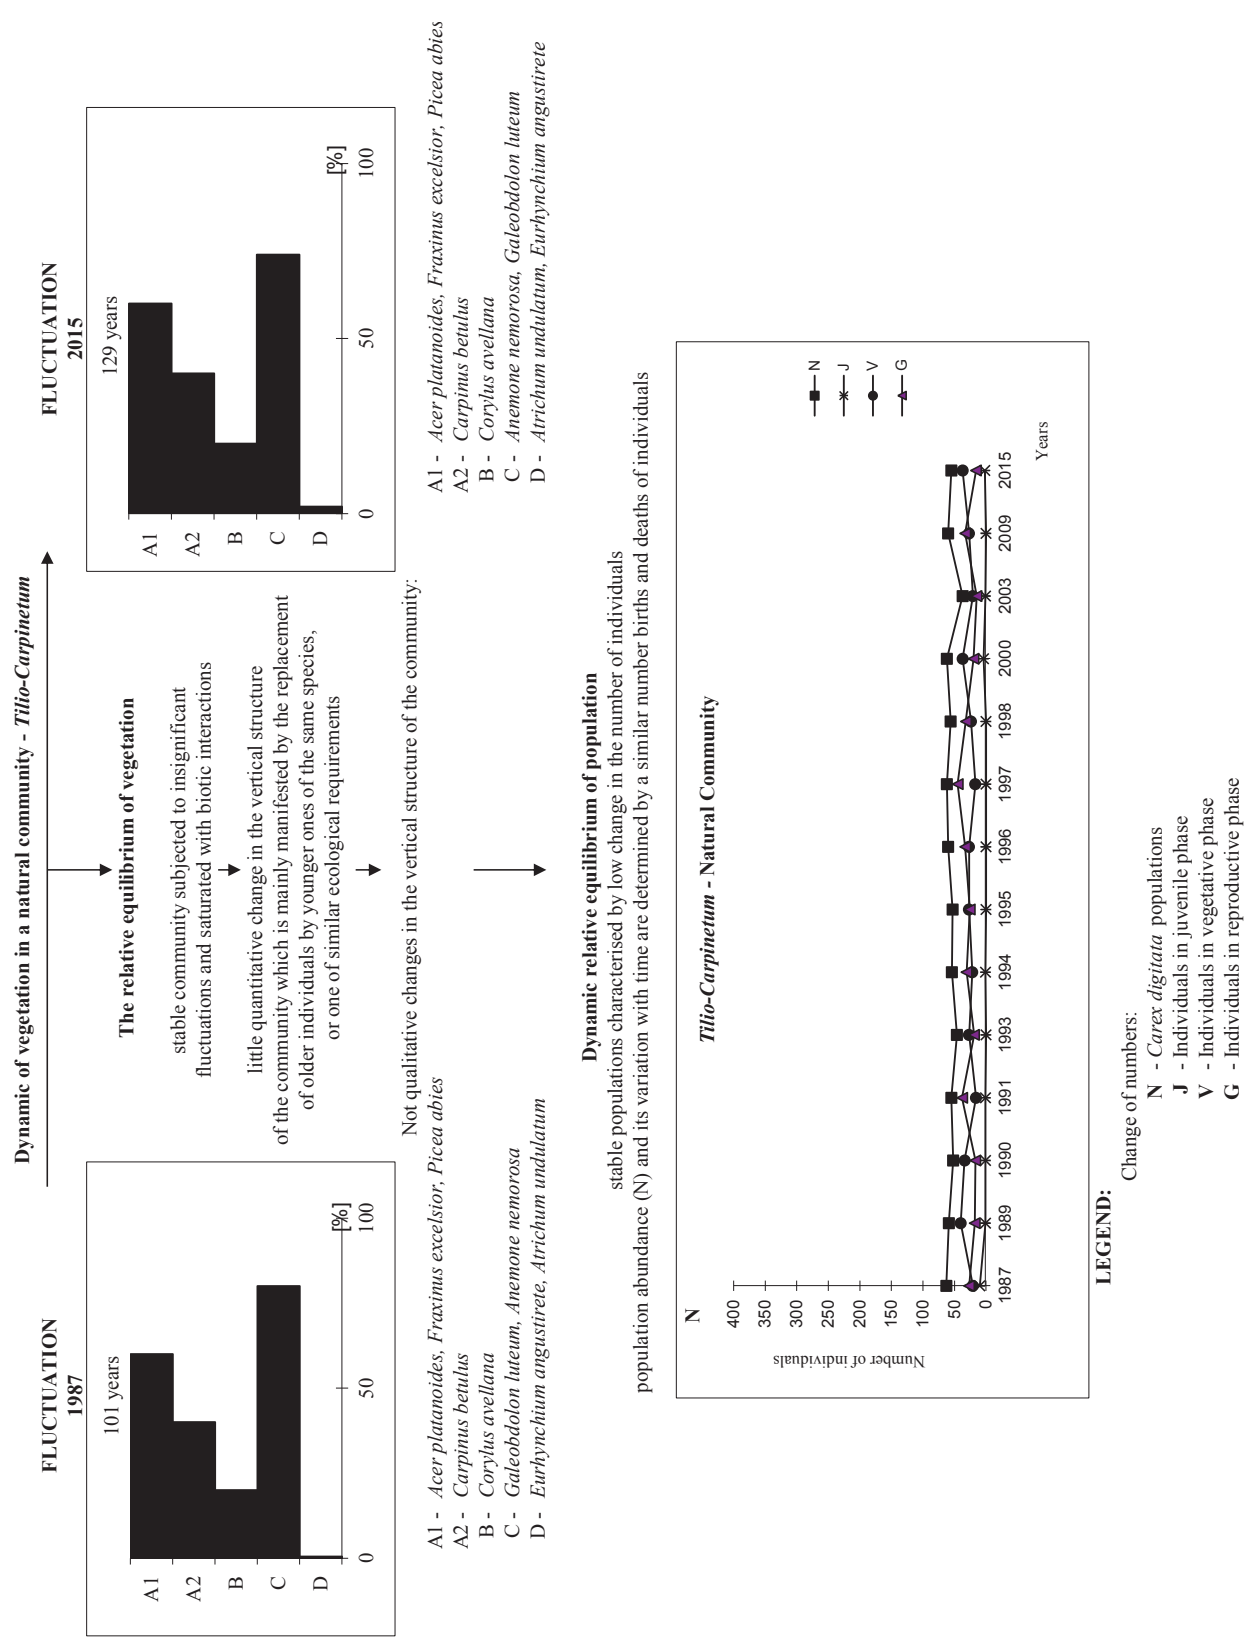 Dynamic of vegetation in a natural community - Tilio-Carpinetum
FLUCTUATION
1987
101 years
A1
A2
B
C
D
0
50
100
[%]
A1 - Acer platanoides, Fraxinus excelsior, Picea abies
A2 - Carpinus betulus
B - Corylus avellana
C - Galeobdolon luteum, Anemone nemorosa
D - Eurhynchium angustirete, Atrichum undulatum
The relative equilibrium of vegetation
stable community subjected to insignificant
fluctuations and saturated with biotic interactions
little quantitative change in the vertical structure
of the community which is mainly manifested by the replacement
of older individuals by younger ones of the same species,
or one of similar ecological requirements
Not qualitative changes in the vertical structure of the community:
FLUCTUATION
2015
129 years
A1
A2
B
C
D
0
50
100
[%]
A1 - Acer platanoides, Fraxinus excelsior, Picea abies
A2 - Carpinus betulus
B - Corylus avellana
C - Anemone nemorosa, Galeobdolon luteum
D - Atrichum undulatum, Eurhynchium angustirete
Dynamic relative equilibrium of population
stable populations characterised by low change in the number of individuals
population abundance (N) and its variation with time are determined by a similar number births and deaths of individuals
Tilio-Carpinetum - Natural Community
N
Number of individuals
400
350
300
250
200
150
100
50
0
1987 1989 1990 1991 1993 1994 1995 1996 1997 1998 2000 2003 2009 2015
Years
N
J
V
G
LEGEND:
Change of numbers:
N - Carex digitata populations
J - Individuals in juvenile phase
V - Individuals in vegetative phase
G - Individuals in reproductive phase